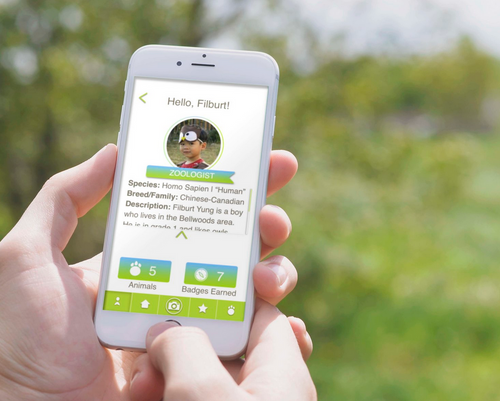 Hello, Filburt!
ZOOLOGIST
Species: Homo Sapien I "Human"
Breed/Family: Chinese-Canadian
Description: Filburt Yung is a boy
who lives in the Bellwoods area.
He is in grade 1 and likes owls
5
Animals
7
Badges Earned